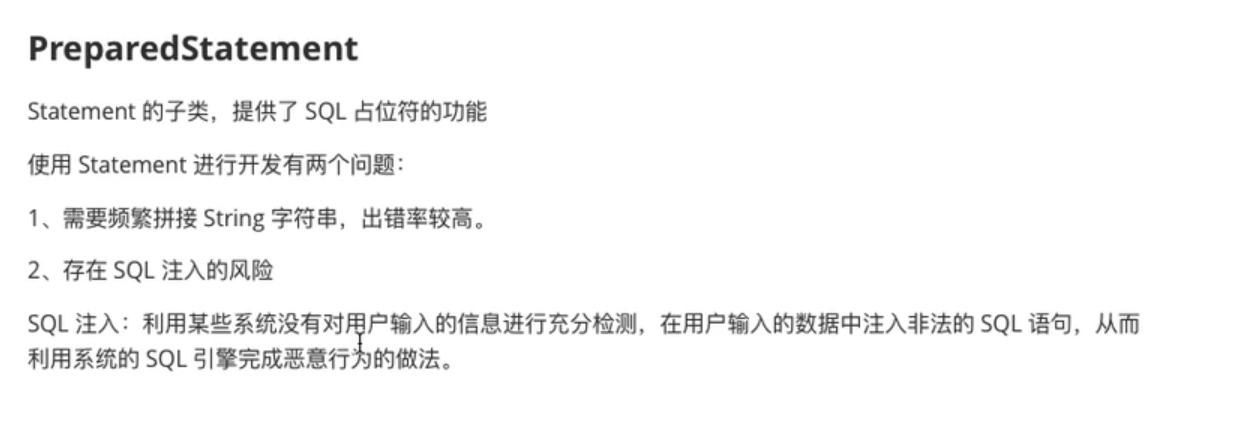 PreparedStatement
Statement 的子类，提供了 SQL 占位符的功能
使用 Statement 进行开发有两个问题：
1、需要频繁拼接 String 字符串，出错率较高。
2、存在 SQL 注入的风险
SQL 注入：利用某些系统没有对用户输入的信息进行充分检测，在用户输入的数据中注入非法的 SQL 语句，从而
利用系统的 SQL 引擎完成恶意行为的做法。